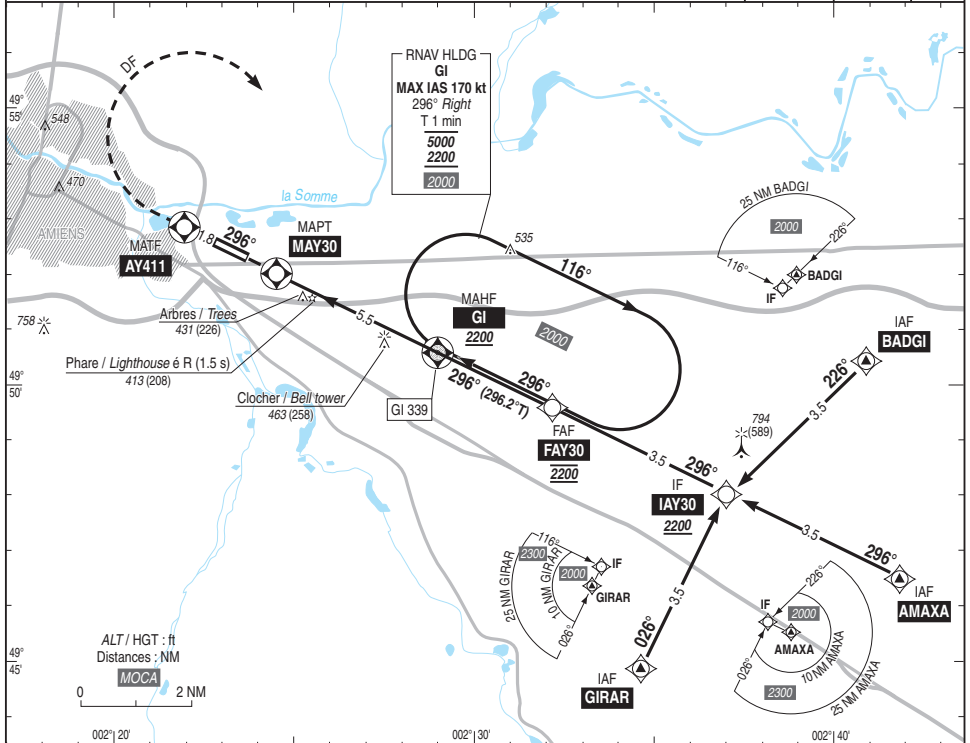 DF
RNAV HLDG
GI
MAX IAS 170 kt
296° Right
T 1 min
5000
2200
2000
49°
55'
548
470
la Somme
AMIENS
MATF
AY411
1.8
296°
MAPT
MAY30
535
116°
25 NM BADGI
2000
226°
116°
BADGI
IF
Arbres / Trees
431 (226)
5.5
MAHF
GI
2200
2000
758
Phare / Lighthouse é R (1.5 s)
413 (208)
IAF
BADGI
49°
50'
Clocher / Bell tower
463 (258)
GI 339
296°
296° (296.2°T)
226°
3.5
FAF
FAY30
2200
794
(589)
3.5
296°
IF
IAY30
2200
3.5
296°
IAF
AMAXA
116°
2300
2000
IF
GIRAR
25 NM GIRAR
10 NM GIRAR
026°
3.5
026°
IAF
GIRAR
226°
IF
2000
AMAXA
026°
10 NM AMAXA
2300
25 NM AMAXA
ALT / HGT : ft
Distances : NM
MOCA
0 2 NM
49°
45'
002° 20'
002° 30'
002° 40'